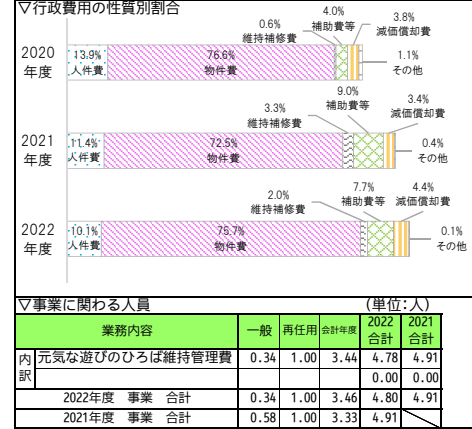 ▽行政費用の性質別割合
2020
年度
13.9%
人件費
76.6%
物件費
0.6%
維持補修費
4.0%
補助費等
3.8%
減価償却費
1.1%
その他
2021
年度
11.4%
人件費
72.5%
物件費
3.3%
維持補修費
9.0%
補助費等
3.4%
減価償却費
0.4%
その他
2022
年度
10.1%
人件費
75.7%
物件費
2.0%
維持補修費
7.7%
補助費等
4.4%
減価償却費
0.1%
その他
▽事業に関わる人員 (単位:人)
業務内容 一般 再任用 会計年度 2022合計 2021合計
内訳 元気な遊びのひろば維持管理費 0.34 1.00 3.44 4.78 4.91
0.00 0.00
2022年度 事業 合計 0.34 1.00 3.46 4.80 4.91
2021年度 事業 合計 0.58 1.00 3.33 4.91